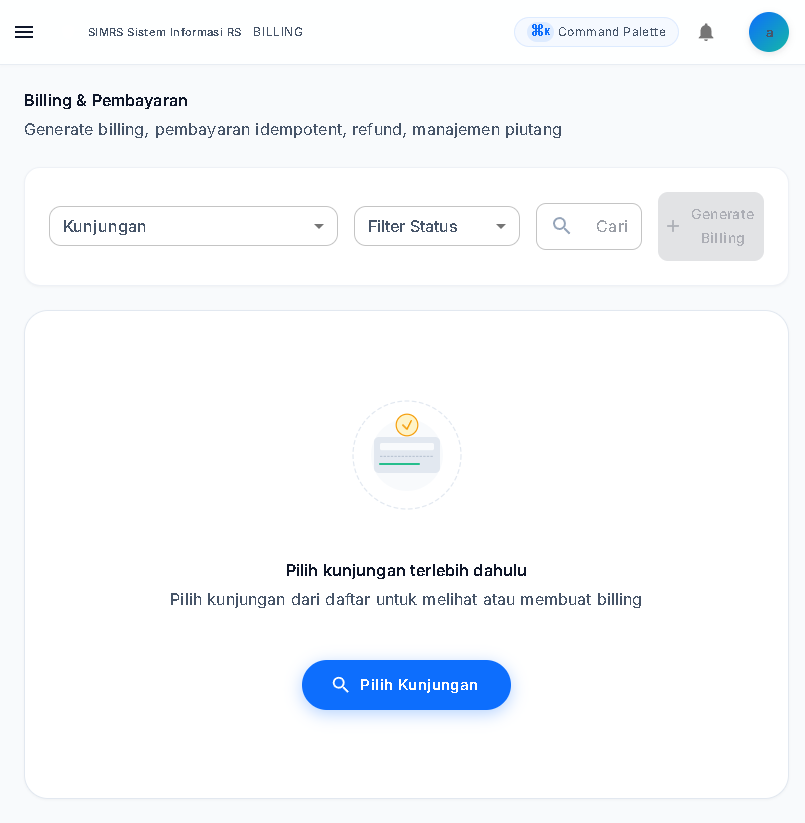 SIMRS Sistem Informasi RS BILLING
⌘K Command Palette
a
Billing & Pembayaran
Generate billing, pembayaran idempotent, refund, manajemen piutang
Kunjungan
Filter Status
Cari
Generate
Billing
Pilih kunjungan terlebih dahulu
Pilih kunjungan dari daftar untuk melihat atau membuat billing
Pilih Kunjungan